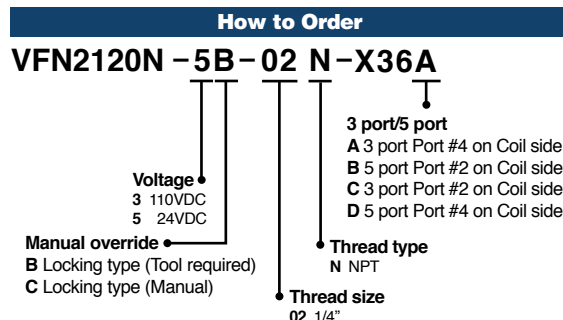 How to Order
VFN2120N – 5 B – 02 N – X36A
3 port/5 port
A 3 port Port #4 on Coil side
B 5 port Port #2 on Coil side
C 3 port Port #2 on Coil side
D 5 port Port #4 on Coil side
Voltage
3 110VDC
5 24VDC
Manual override
B Locking type (Tool required)
C Locking type (Manual)
Thread type
N NPT
Thread size
02 1/4"